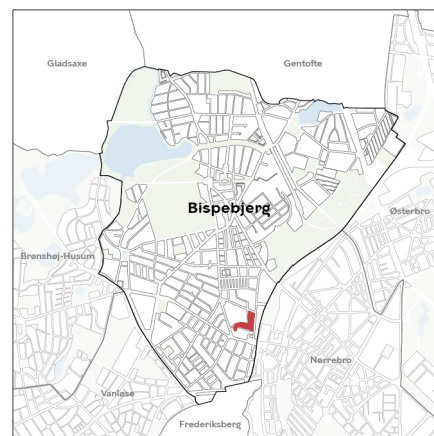 Gladsaxe
Gentofte
Bispebjerg
Østerbro
Brønshøj-Husum
Nørrebro
Vanløse
Frederiksberg